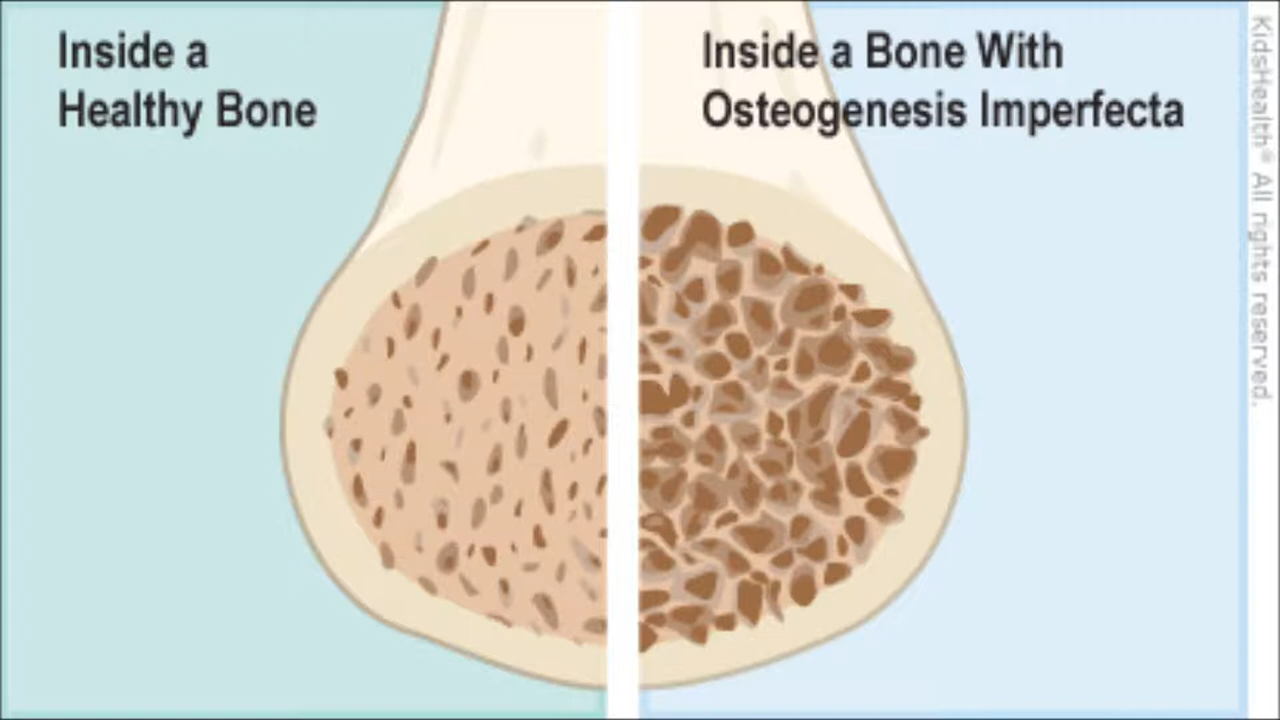 Inside a
Healthy Bone
Inside a Bone With
Osteogenesis Imperfecta
KidsHealth® All rights reserved.